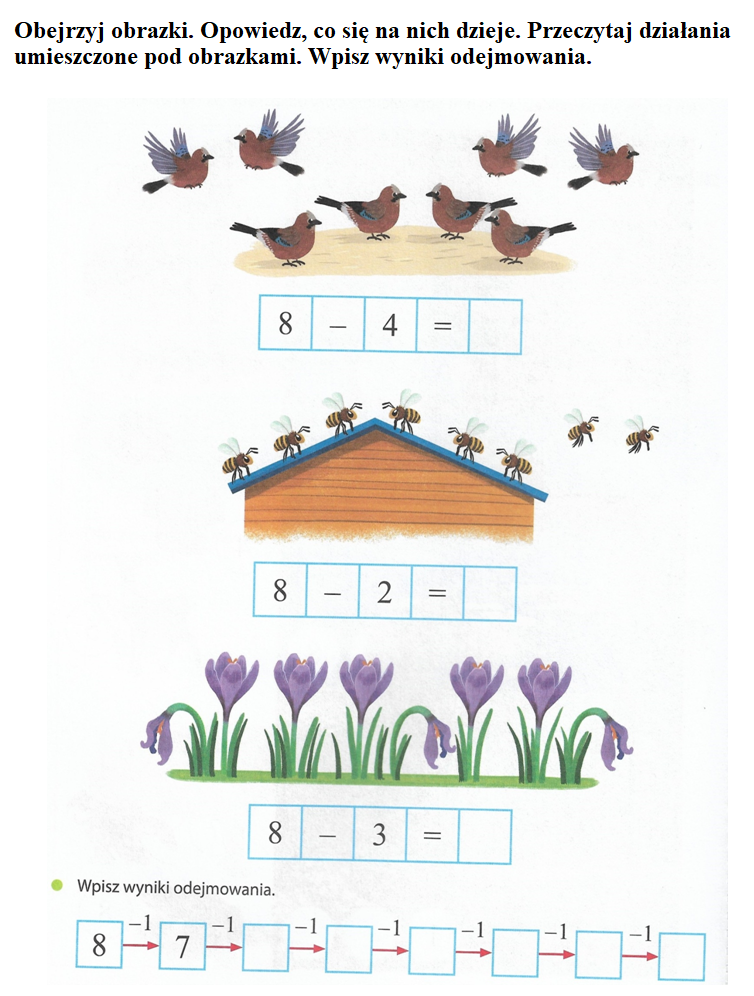 Obejrzyj obrazki. Opowiedz, co się na nich dzieje. Przeczytaj działania
umieszczone pod obrazkami. Wpisz wyniki odejmowania.
8 – 4 =
8 – 2 =
8 – 3 =
Wpisz wyniki odejmowania.
–1 –1 –1 –1 –1 –1 –1
8 7